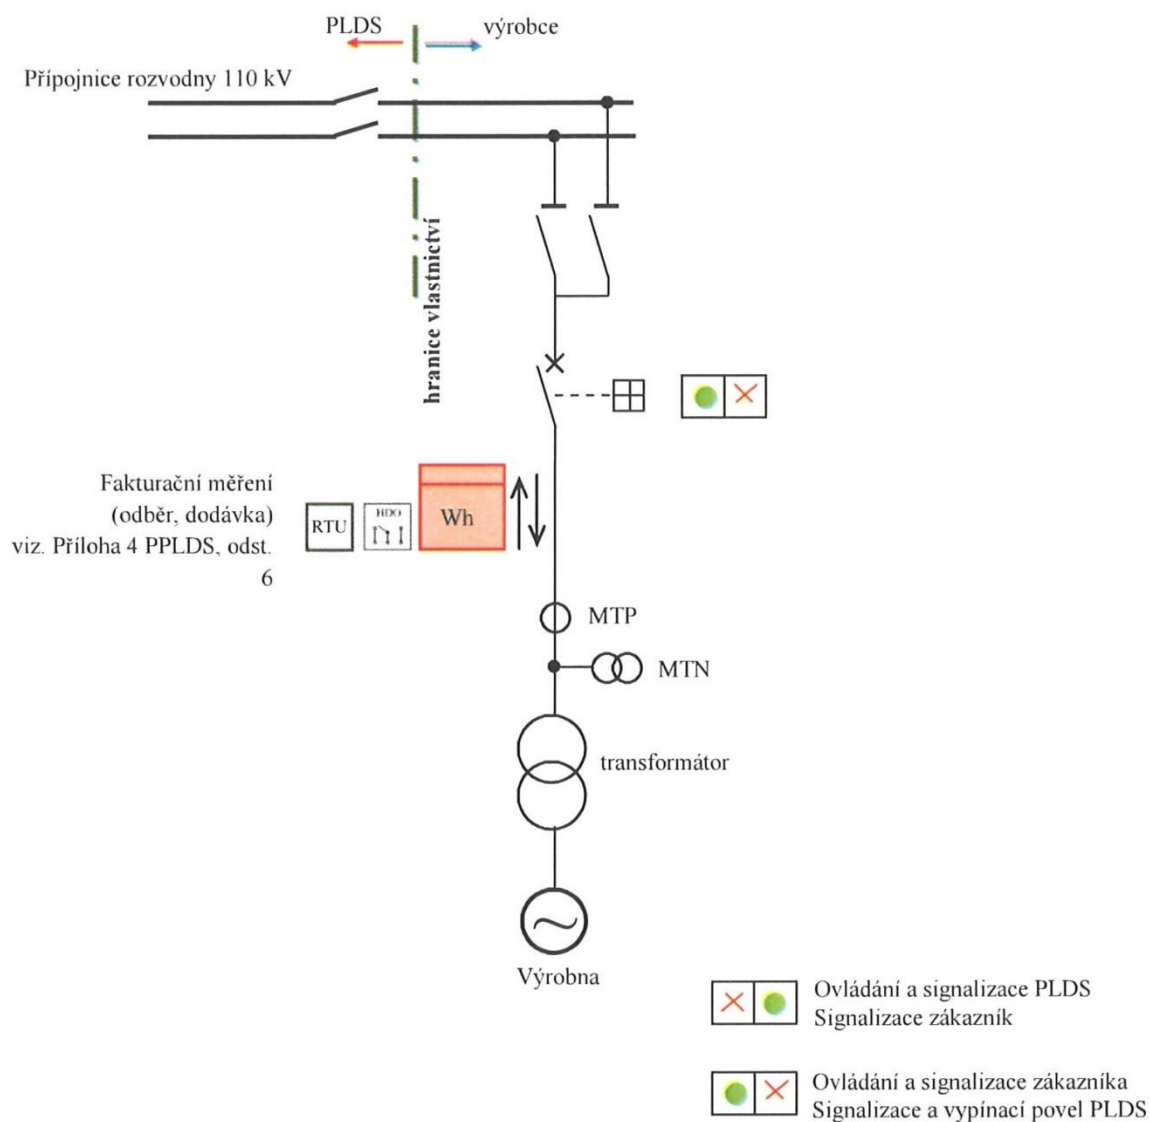 PLDS
výrobce
Přípojnice rozvodny 110 kV
hranice vlastnictví
Fakturační měření
(odběr, dodávka)
viz. Příloha 4 PPLDS, odst.
6
RTU
HDO
Wh
MTP
MTN
transformátor
Výrobna
Ovládání a signalizace PLDS
Signalizace zákazník
Ovládání a signalizace zákazníka
Signalizace a vypínací povel PLDS